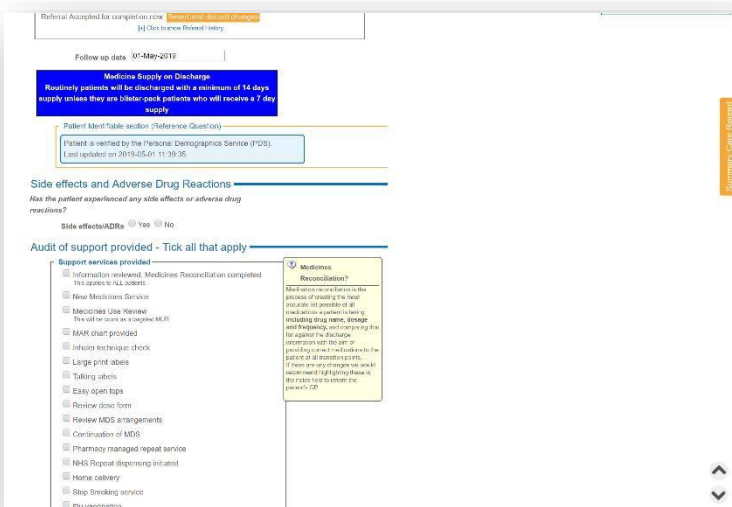 Referral Accepted for completion now. Revert and discard changes
[+] Click to show Referral History
Follow up date 01-May-2019
Medicine Supply on Discharge
Routinely patients will be discharged with a minimum of 14 days
supply unless they are blister-pack patients who will receive a 7 day
supply
Patient Identifiable section (Reference Question)
Patient is verified by the Personal Demographics Service (PDS).
Last updated on 2019-05-01 11:39:35
Summary Care Record
Side effects and Adverse Drug Reactions
Has the patient experienced any side effects or adverse drug
reactions?
Side effects/ADRs Yes No
Audit of support provided - Tick all that apply
Support services provided
Information reviewed, Medicines Reconciliation completed
This applies to ALL patients
New Medicines Service
Medicines Use Review
This will be count as a targeted MUR
MAR chart provided
Inhaler technique check
Large print labels
Talking labels
Easy open tops
Review dose form
Review MDS arrangements
Continuation of MDS
Pharmacy managed repeat service
NHS Repeat dispensing initiated
Home delivery
Stop Smoking service
Flu vaccination
Medicines
Reconciliation?
Medication reconciliation is the
process of creating the most
accurate list possible of all
medications a patient is taking
including drug name, dosage
and frequency, and comparing that
list against the discharge
information with the aim of
providing correct medications to the
patient at all transition points.
If there are any changes we would
recommend highlighting these in
the notes field to inform the
patient's GP